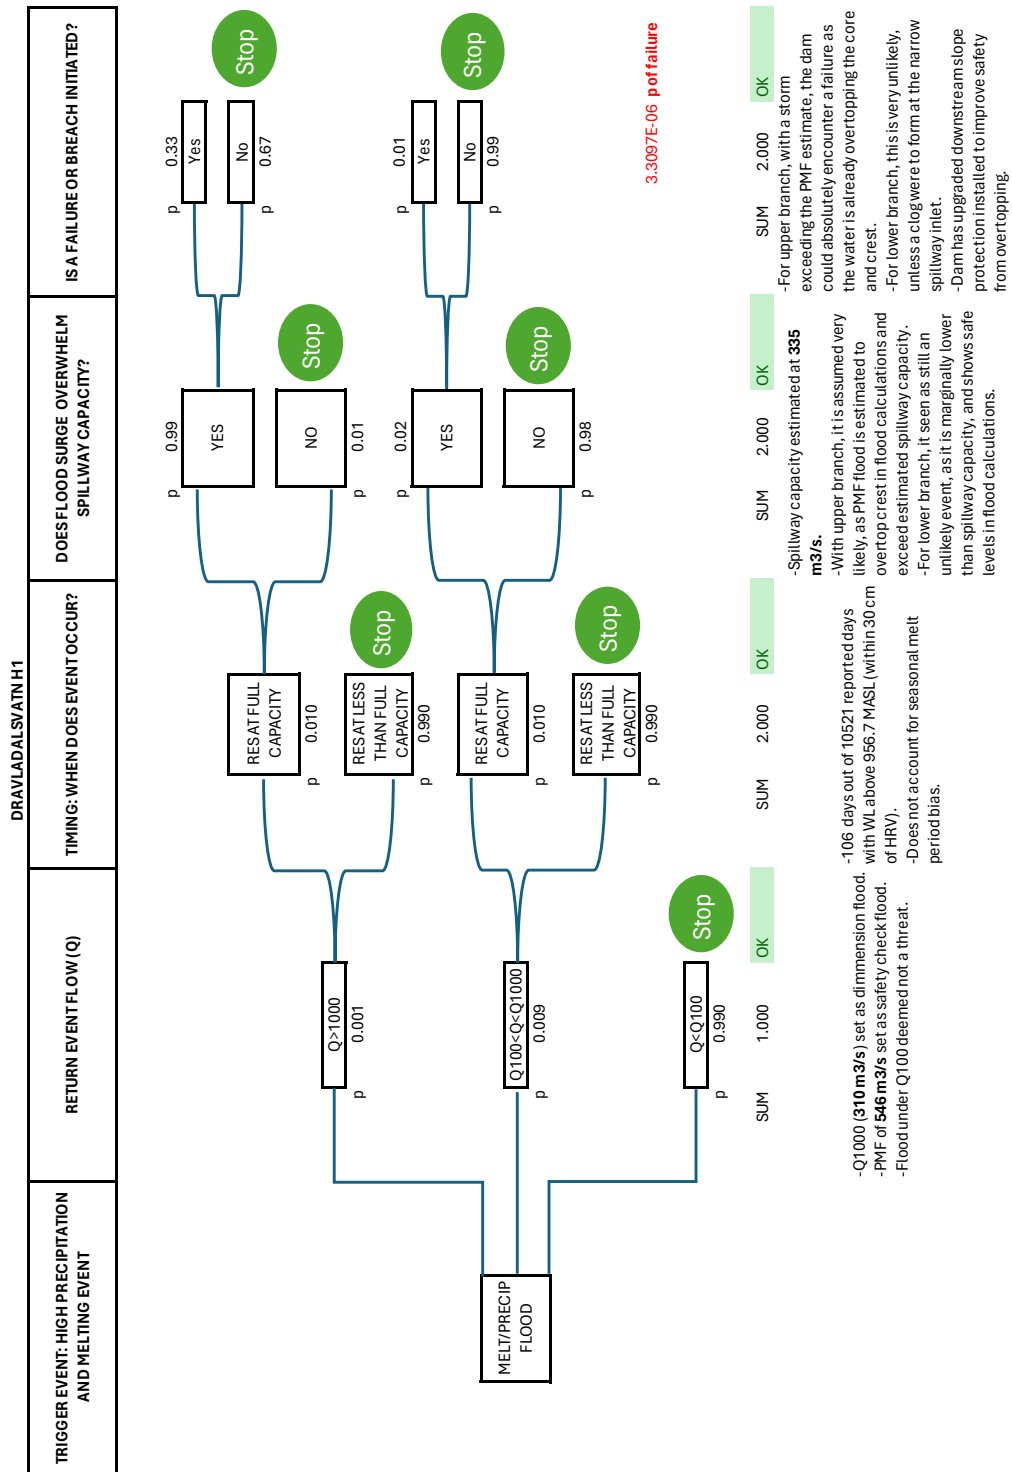 DRAVLADALSVATN H1
TRIGGER EVENT: HIGH PRECIPITATION
AND MELTING EVENT
RETURN EVENT FLOW (Q)
TIMING: WHEN DOES EVENT OCCUR?
DOES FLOOD SURGE OVERWHELM
SPILLWAY CAPACITY?
IS A FAILURE OR BREACH INITIATED?
MELT/PRECIP
FLOOD
Q>1000
p 0.001
Q100<Q<Q1000
p 0.009
Q<Q100
p 0.990
Stop
RES AT FULL
CAPACITY
p 0.010
RES AT LESS
THAN FULL
CAPACITY
p 0.990
Stop
RES AT FULL
CAPACITY
p 0.010
RES AT LESS
THAN FULL
CAPACITY
p 0.990
Stop
p 0.99
YES
NO
p 0.01
Stop
p 0.02
YES
NO
p 0.98
Stop
p 0.33
Yes
No
p 0.67
Stop
p 0.01
Yes
No
p 0.99
Stop
3.3097E-06 p of failure
SUM 1.000 OK
SUM 2.000 OK
SUM 2.000 OK
SUM 2.000 OK
-Q1000 (310 m3/s) set as dimmension flood.
-PMF of 546 m3/s set as safety check flood.
-Flood under Q100 deemed not a threat.
-106 days out of 10521 reported days
with WL above 956.7 MASL (within 30 cm
of HRV).
-Does not account for seasonal melt
period bias.
-Spillway capacity estimated at 335
m3/s.
-With upper branch, it is assumed very
likely, as PMF flood is estimated to
overtop crest in flood calculations and
exceed estimated spillway capacity.
-For lower branch, it seen as still an
unlikely event, as it is marginally lower
than spillway capacity, and shows safe
levels in flood calculations.
-For upper branch, with a storm
exceeding the PMF estimate, the dam
could absolutely encounter a failure as
the water is already overtopping the core
and crest.
-For lower branch, this is very unlikely,
unless a clog were to form at the narrow
spillway inlet.
-Dam has upgraded downstream slope
protection installed to improve safety
from overtopping.